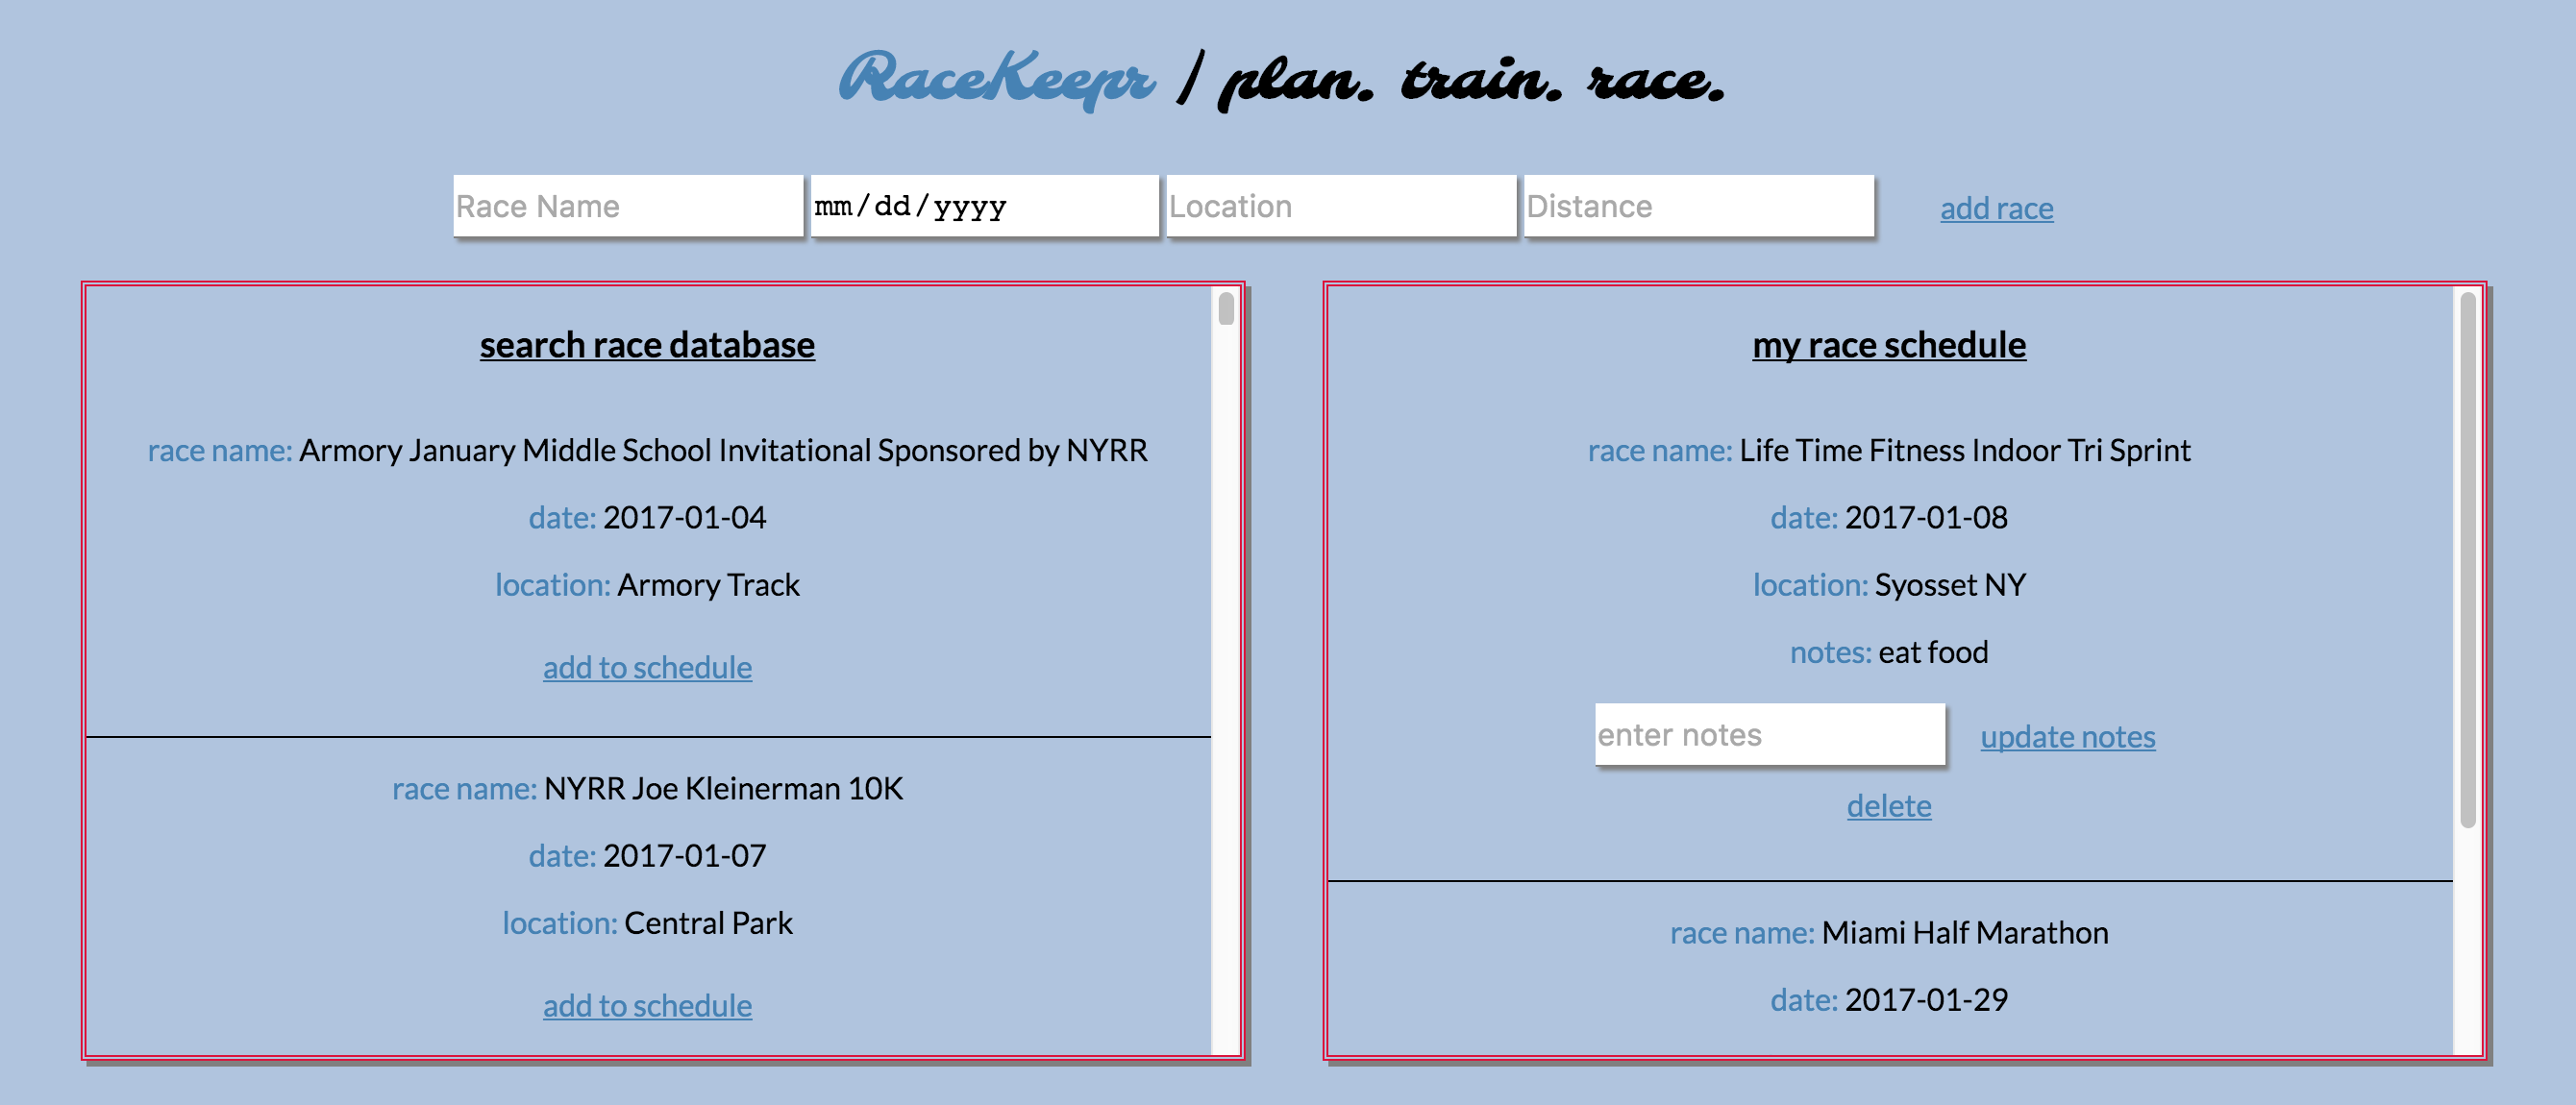 RaceKeepr / plan. train. race.
Race Name mm/dd/yyyy Location Distance add race
search race database
race name: Armory January Middle School Invitational Sponsored by NYRR
date: 2017-01-04
location: Armory Track
add to schedule
race name: NYRR Joe Kleinerman 10K
date: 2017-01-07
location: Central Park
add to schedule
my race schedule
race name: Life Time Fitness Indoor Tri Sprint
date: 2017-01-08
location: Syosset NY
notes: eat food
enter notes update notes
delete
race name: Miami Half Marathon
date: 2017-01-29